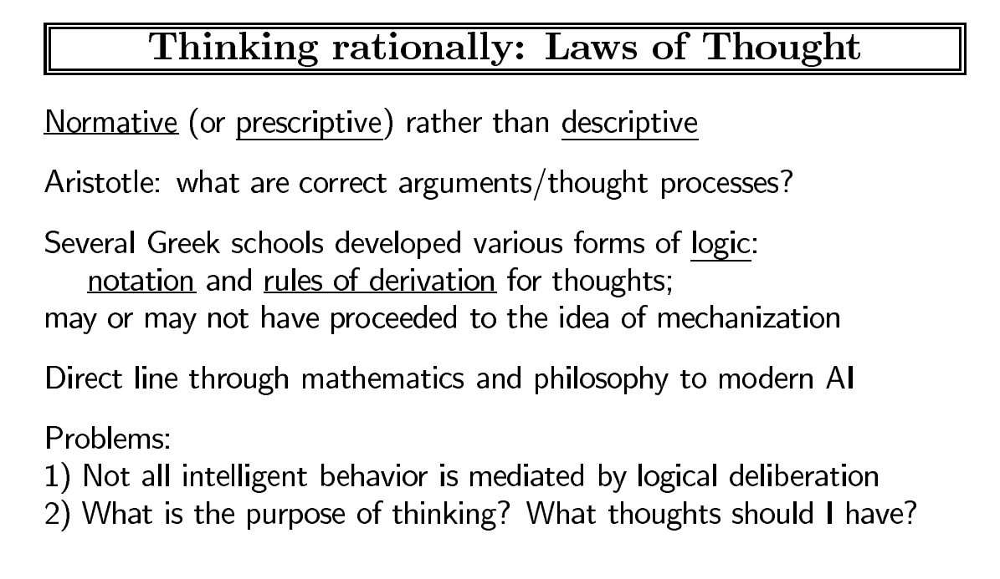 Thinking rationally: Laws of Thought
Normative (or prescriptive) rather than descriptive
Aristotle: what are correct arguments/thought processes?
Several Greek schools developed various forms of logic:
notation and rules of derivation for thoughts;
may or may not have proceeded to the idea of mechanization
Direct line through mathematics and philosophy to modern AI
Problems:
1) Not all intelligent behavior is mediated by logical deliberation
2) What is the purpose of thinking? What thoughts should I have?